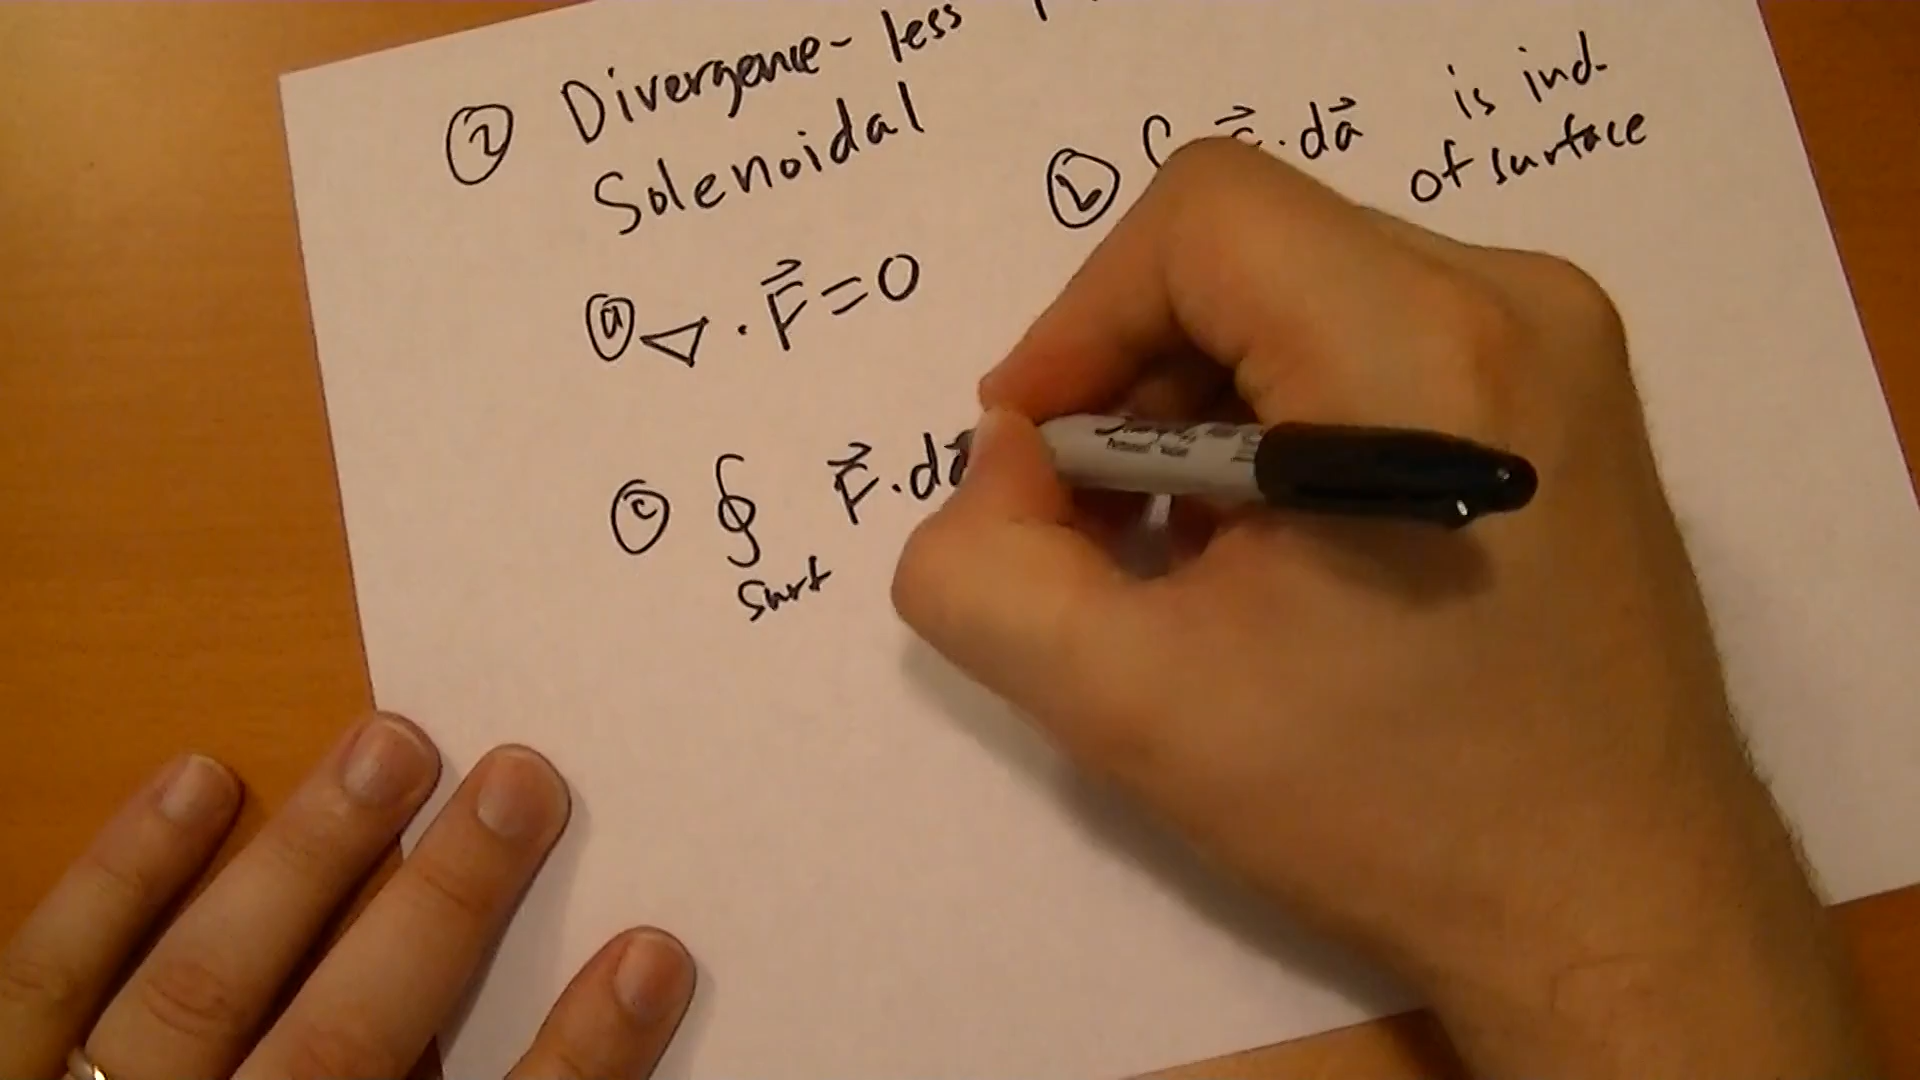 ② Divergence-less
Solenoidal
ⓐ ∇ · F⃗ = 0
ⓑ ∫ · da⃗ is ind.
of surface
ⓒ ∮ F⃗ · da
Surf